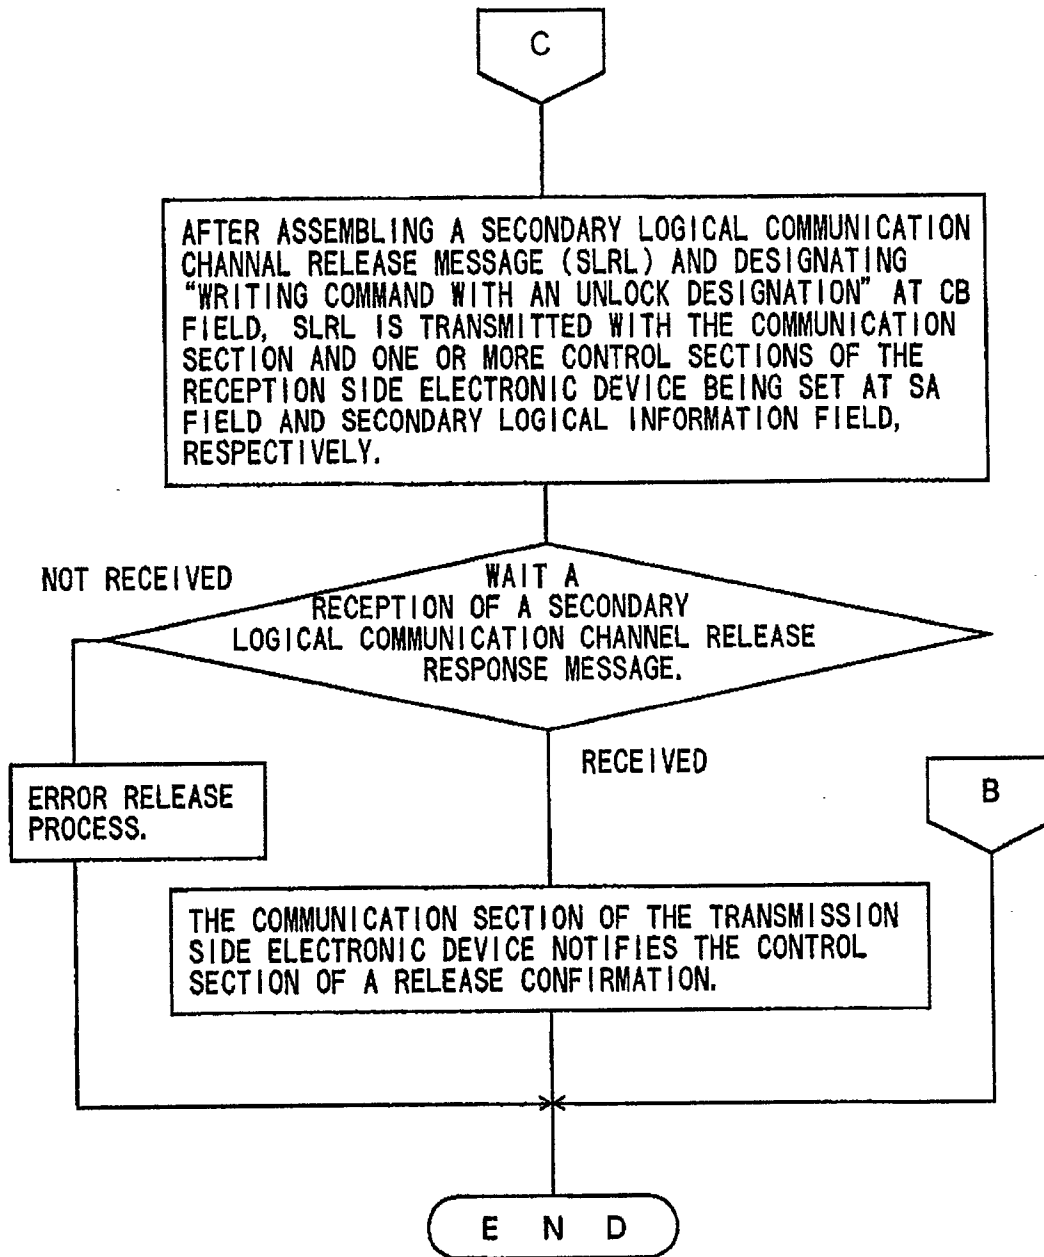 C
AFTER ASSEMBLING A SECONDARY LOGICAL COMMUNICATION
CHANNAL RELEASE MESSAGE (SLRL) AND DESIGNATING
“WRITING COMMAND WITH AN UNLOCK DESIGNATION” AT CB
FIELD, SLRL IS TRANSMITTED WITH THE COMMUNICATION
SECTION AND ONE OR MORE CONTROL SECTIONS OF THE
RECEPTION SIDE ELECTRONIC DEVICE BEING SET AT SA
FIELD AND SECONDARY LOGICAL INFORMATION FIELD,
RESPECTIVELY.
NOT RECEIVED
WAIT A
RECEPTION OF A SECONDARY
LOGICAL COMMUNICATION CHANNEL RELEASE
RESPONSE MESSAGE.
RECEIVED
ERROR RELEASE
PROCESS.
B
THE COMMUNICATION SECTION OF THE TRANSMISSION
SIDE ELECTRONIC DEVICE NOTIFIES THE CONTROL
SECTION OF A RELEASE CONFIRMATION.
E N D